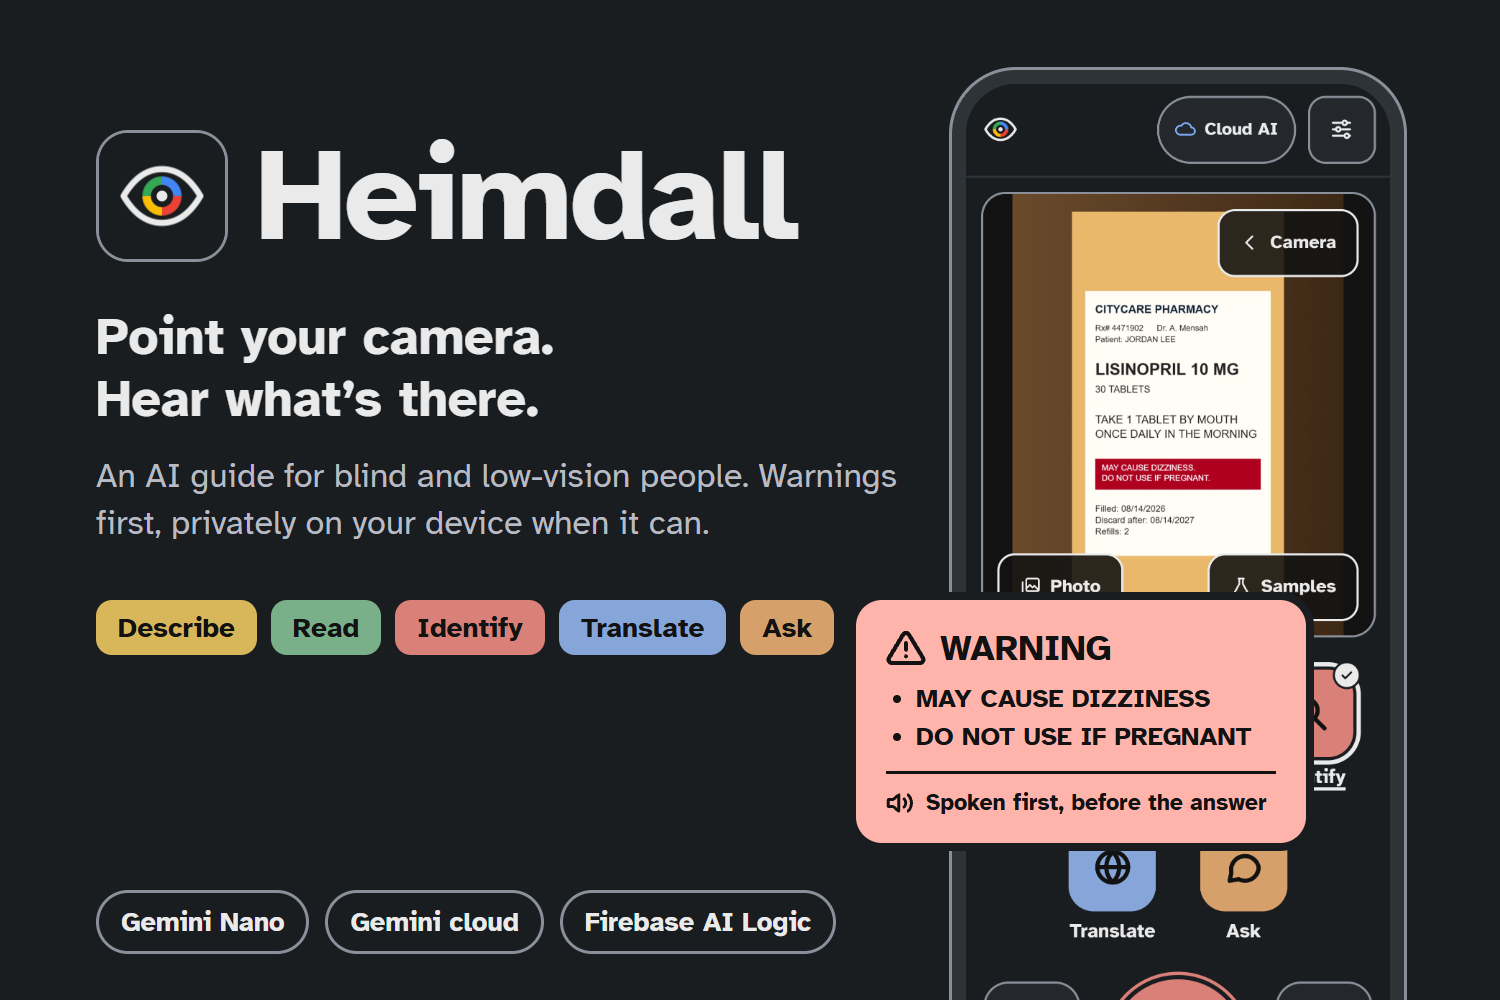 Heimdall
Point your camera.
Hear what’s there.
An AI guide for blind and low-vision people. Warnings
first, privately on your device when it can.
Describe
Read
Identify
Translate
Ask
Gemini Nano
Gemini cloud
Firebase AI Logic
Cloud AI
Camera
CITYCARE PHARMACY
Rx# 4471902 Dr. A. Mensah
Patient: JORDAN LEE
LISINOPRIL 10 MG
30 TABLETS
TAKE 1 TABLET BY MOUTH
ONCE DAILY IN THE MORNING
MAY CAUSE DIZZINESS.
DO NOT USE IF PREGNANT.
Filled: 08/14/2026
Discard after: 08/14/2027
Refills: 2
Photo
Samples
WARNING
• MAY CAUSE DIZZINESS
• DO NOT USE IF PREGNANT
Spoken first, before the answer
tify
Translate
Ask